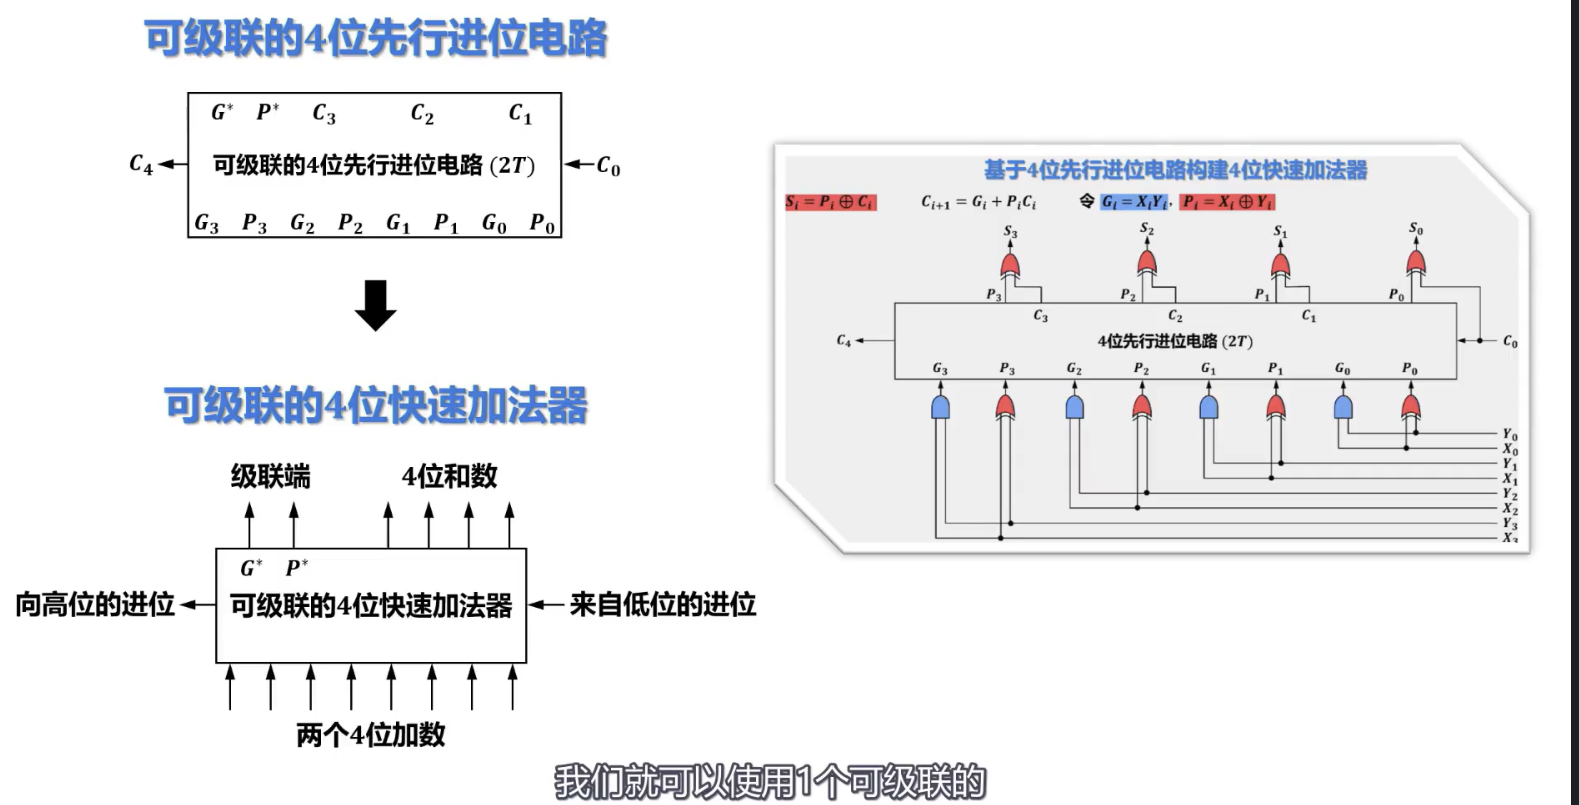 可级联的4位先行进位电路
G* P* C₃ C₂ C₁
C₄ 可级联的4位先行进位电路 (2T) C₀
G₃ P₃ G₂ P₂ G₁ P₁ G₀ P₀
可级联的4位快速加法器
级联端 4位和数
G* P*
向高位的进位 可级联的4位快速加法器 来自低位的进位
两个4位加数
基于4位先行进位电路构建4位快速加法器
Sᵢ = Pᵢ ⊕ Cᵢ Cᵢ₊₁ = Gᵢ + PᵢCᵢ 令 Gᵢ = XᵢYᵢ, Pᵢ = Xᵢ ⊕ Yᵢ
S₃ S₂ S₁ S₀
P₃ P₂ P₁ P₀
C₃ C₂ C₁
C₄ 4位先行进位电路 (2T) C₀
G₃ P₃ G₂ P₂ G₁ P₁ G₀ P₀
Y₀
X₀
Y₁
X₁
Y₂
X₂
Y₃
X₃
我们就可以使用1个可级联的